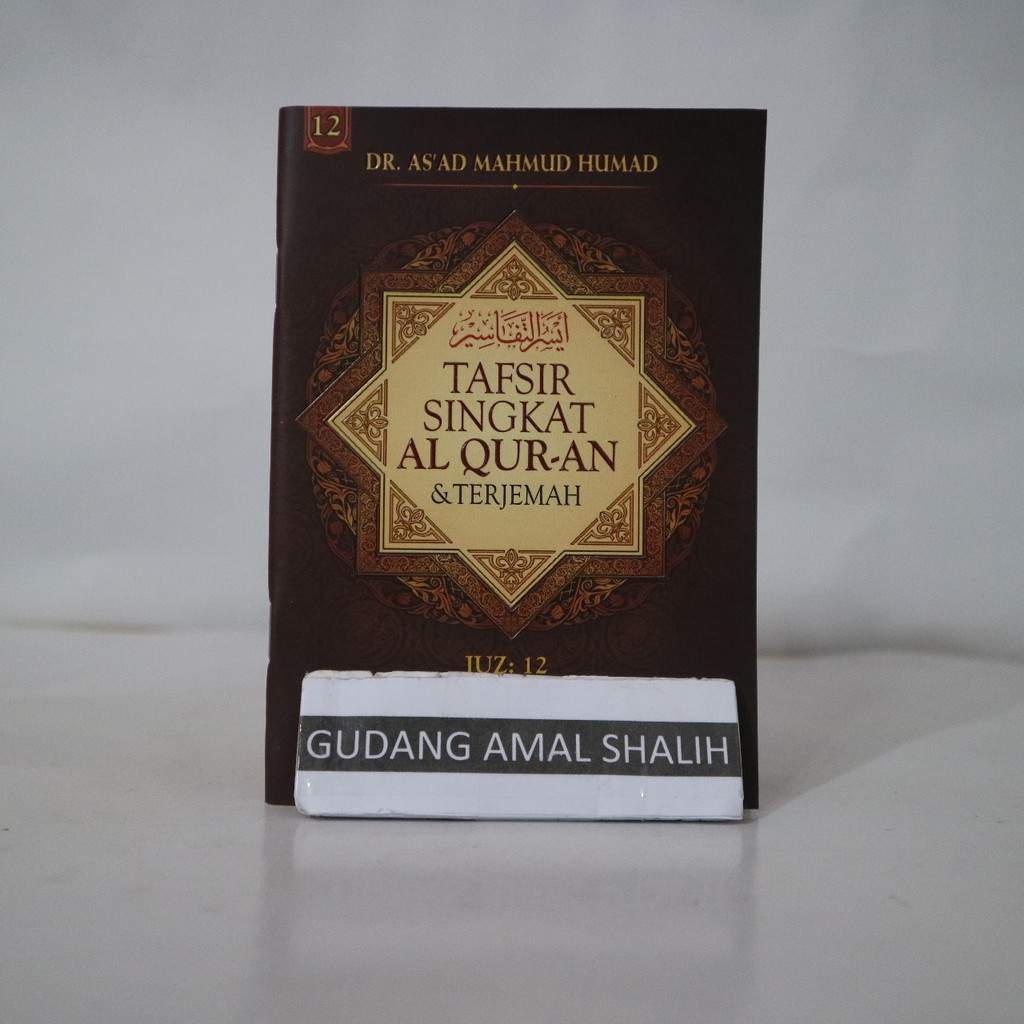 12
DR. AS'AD MAHMUD HUMAD
أيسر التفاسير
TAFSIR
SINGKAT
AL QUR-AN
& TERJEMAH
JUZ: 12
GUDANG AMAL SHALIH